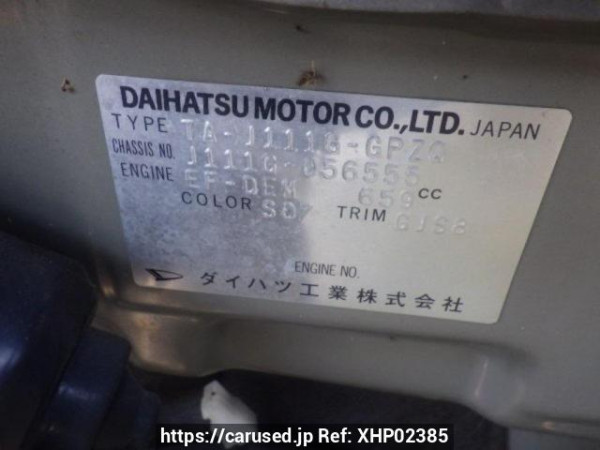 DAIHATSU MOTOR CO.,LTD. JAPAN
TYPE TA-J111G-GPZQ
CHASSIS NO. J111G-056555
ENGINE EF-DEM 659 CC
COLOR S07 TRIM GJS8
ENGINE NO.
ダイハツ工業株式会社
https://carused.jp Ref: XHP02385